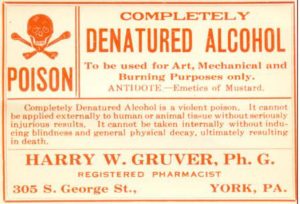 POISON
COMPLETELY
DENATURED ALCOHOL
To be used for Art, Mechanical and
Burning Purposes only.
ANTIDOTE.—Emetics of Mustard.
Completely Denatured Alcohol is a violent poison. It cannot
be applied externally to human or animal tissue without seriously
injurious results. It cannot be taken internally without indu-
cing blindness and general physical decay, ultimately resulting
in death.
HARRY W. GRUVER, Ph. G.
REGISTERED PHARMACIST
305 S. George St., YORK, PA.